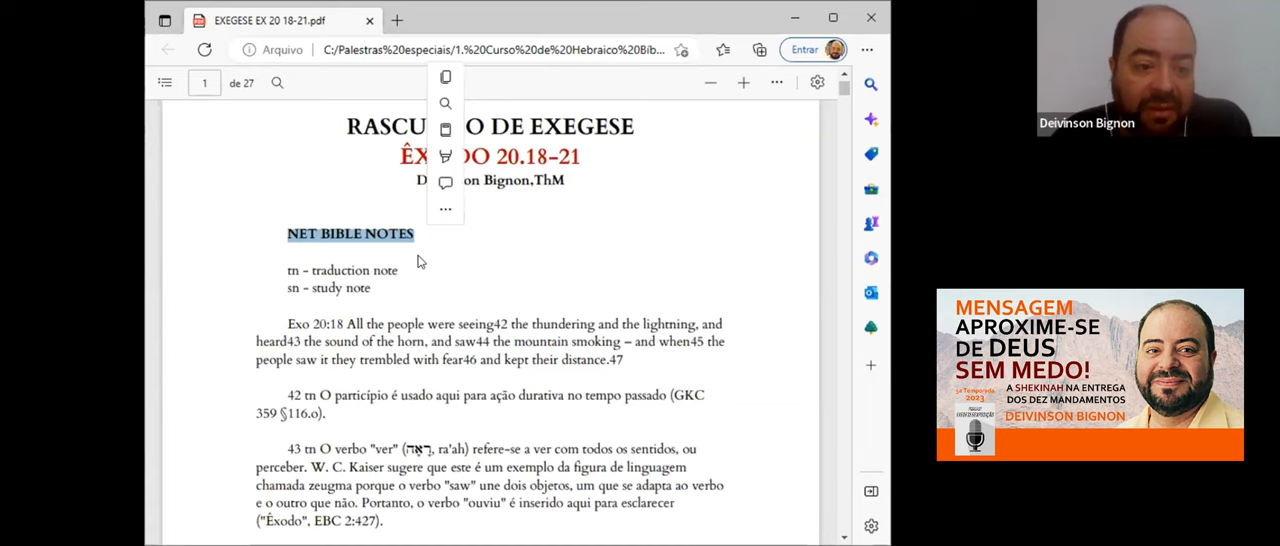 EXEGESE EX 20 18-21.pdf
Arquivo
C:/Palestras%20especiais/1.%20Curso%20de%20Hebraico%20Bíb...
Entrar
1 de 27
EXEGESE
20.18-21
Bignon,ThM
NET BIBLE NOTES
tn - traduction note
sn - study note
Exo 20:18 All the people were seeing42 the thundering and the lightning, and
heard43 the sound of the horn, and saw44 the mountain smoking – and when45 the
people saw it they trembled with fear46 and kept their distance.47
42 tn O particípio é usado aqui para ação durativa no tempo passado (GKC
359 §116.o).
43 tn O verbo "ver" (רָאָה, ra'ah) refere-se a ver com todos os sentidos, ou
perceber. W. C. Kaiser sugere que este é um exemplo da figura de linguagem
chamada zeugma porque o verbo "saw" une dois objetos, um que se adapta ao verbo
e o outro que não. Portanto, o verbo "ouviu" é inserido aqui para esclarecer
("Êxodo", EBC 2:427).
Deivinson Bignon
MENSAGEM
APROXIME-SE
DE DEUS
SEM MEDO!
A SHEKINAH NA ENTREGA
DOS DEZ MANDAMENTOS
DEIVINSON BIGNON
5ª Temporada
2023
PODCAST